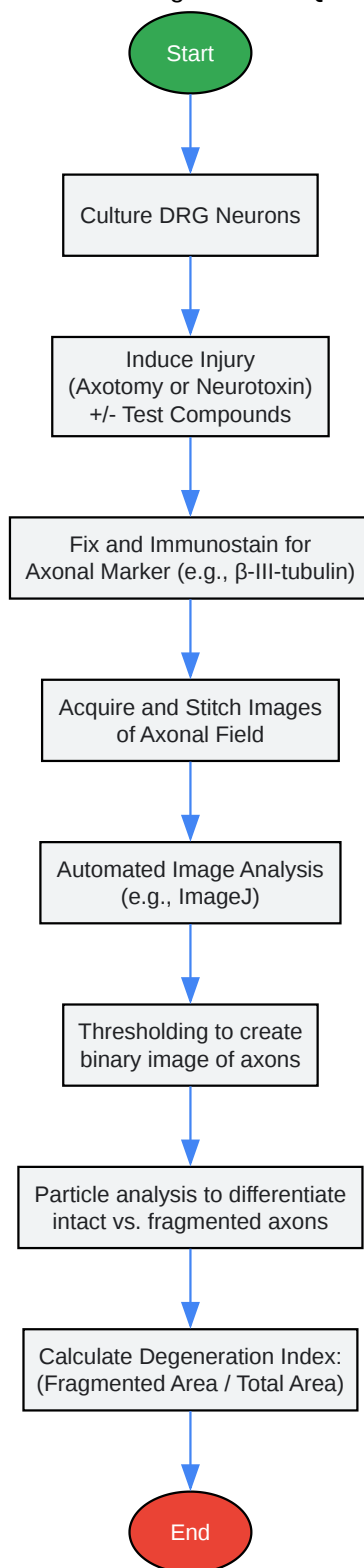 Start
Culture DRG Neurons
Induce Injury
(Axotomy or Neurotoxin)
+/- Test Compounds
Fix and Immunostain for
Axonal Marker (e.g., β-III-tubulin)
Acquire and Stitch Images
of Axonal Field
Automated Image Analysis
(e.g., ImageJ)
Thresholding to create
binary image of axons
Particle analysis to differentiate
intact vs. fragmented axons
Calculate Degeneration Index:
(Fragmented Area / Total Area)
End